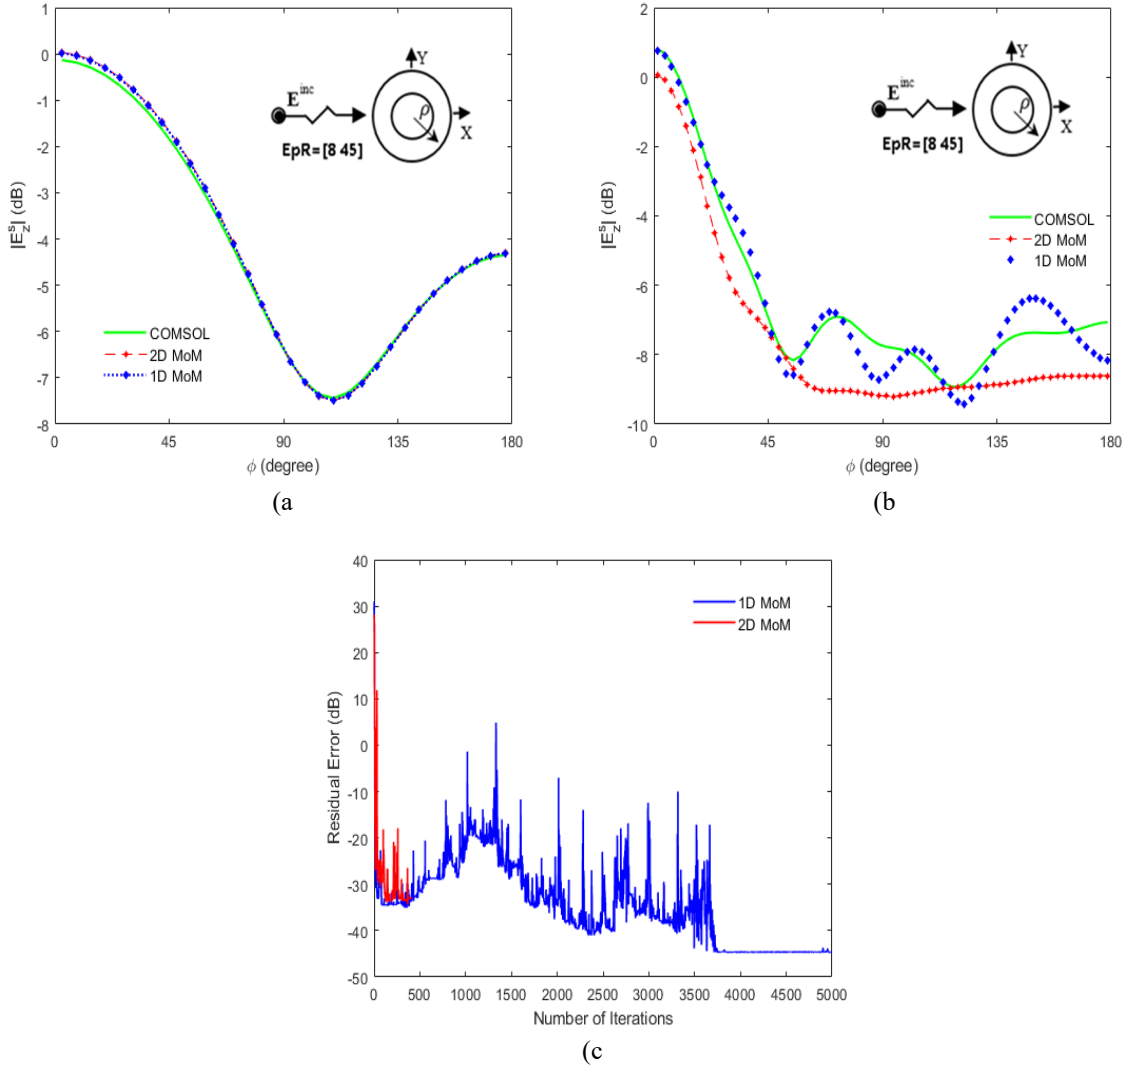 1
0
-1
-2
-3
-4
-5
-6
-7
-8
|E_z^s| (dB)
0 45 90 135 180
ϕ (degree)
E^inc
Y
ρ
X
EpR=[8 45]
COMSOL
2D MoM
1D MoM
(a
2
0
-2
-4
-6
-8
-10
|E_z^s| (dB)
0 45 90 135 180
ϕ (degree)
E^inc
Y
ρ
X
EpR=[8 45]
COMSOL
2D MoM
1D MoM
(b
40
30
20
10
0
-10
-20
-30
-40
-50
Residual Error (dB)
0 500 1000 1500 2000 2500 3000 3500 4000 4500 5000
Number of Iterations
1D MoM
2D MoM
(c